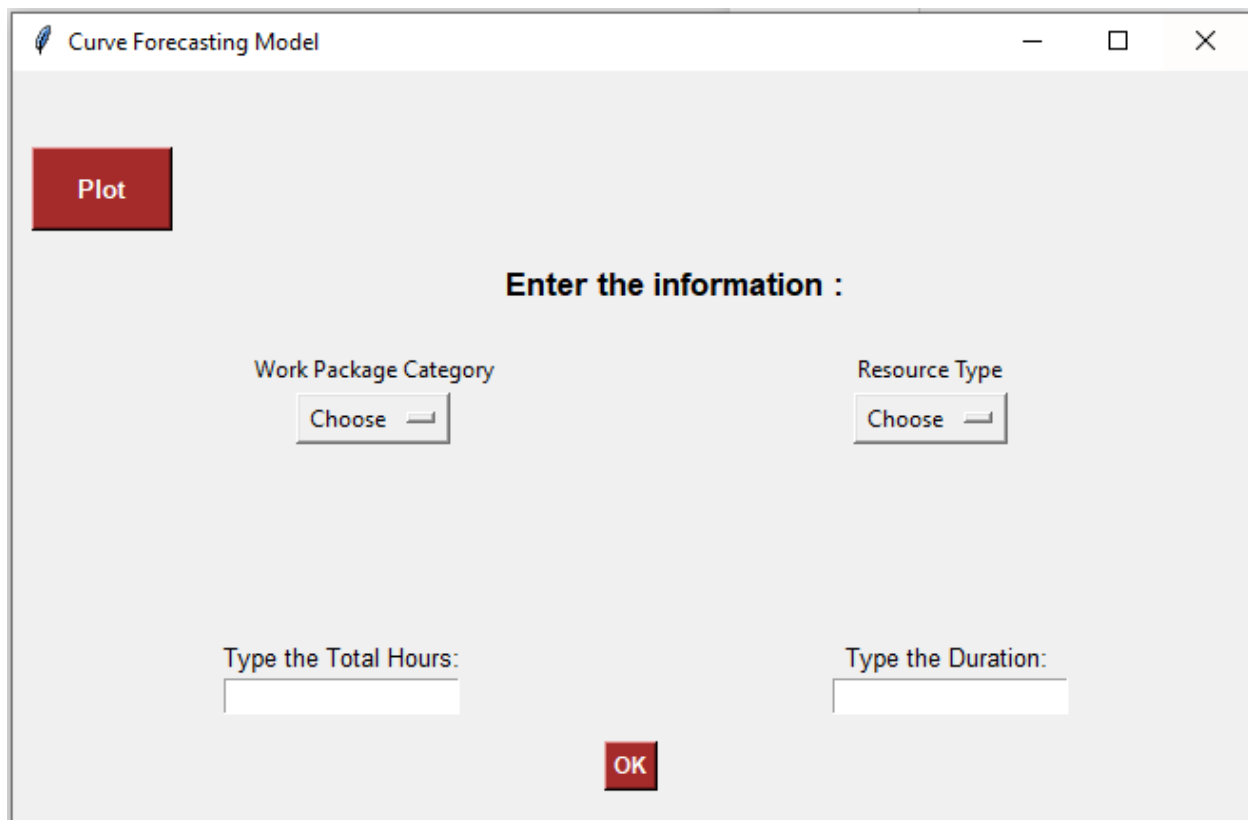 Curve Forecasting Model
Plot
Enter the information :
Work Package Category
Resource Type
Choose
Choose
Type the Total Hours:
Type the Duration:
OK